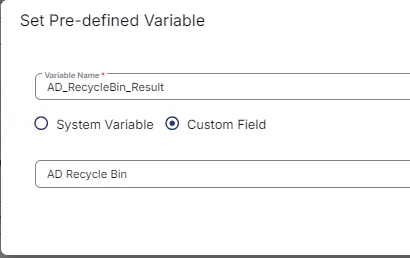 Set Pre-defined Variable
Variable Name *
AD_RecycleBin_Result
System Variable Custom Field
AD Recycle Bin